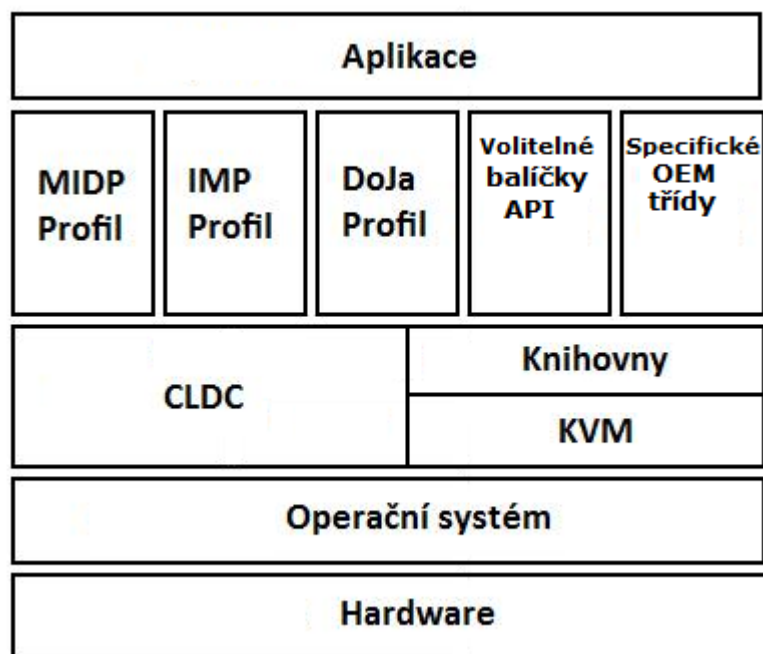 Aplikace
MIDP
Profil
IMP
Profil
DoJa
Profil
Volitelné
balíčky
API
Specifické
OEM
třídy
CLDC
Knihovny
KVM
Operační systém
Hardware